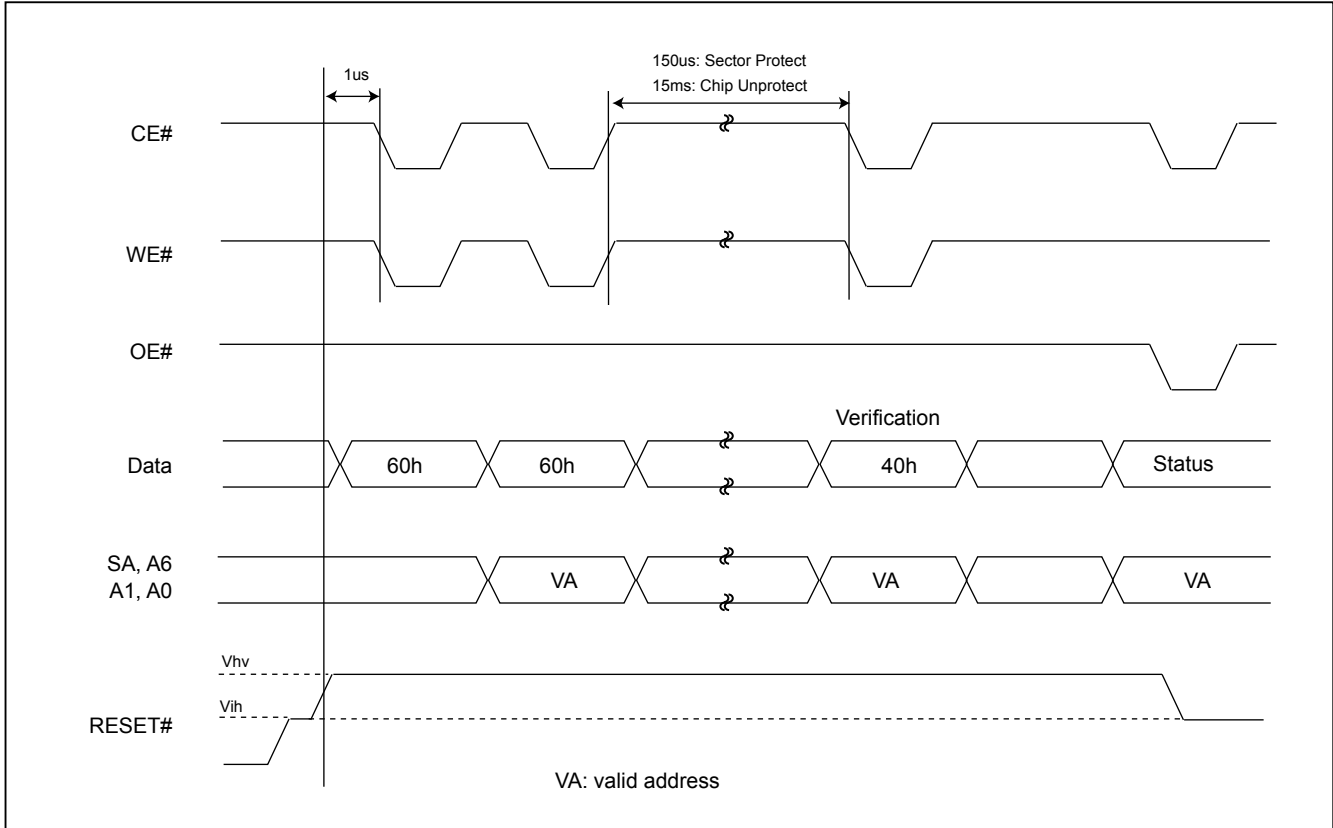 150us: Sector Protect
1us
15ms: Chip Unprotect
CE#
WE#
OE#
Verification
Data
60h
60h
40h
Status
SA, A6
A1, A0
VA
VA
VA
Vhv
Vih
RESET#
VA: valid address